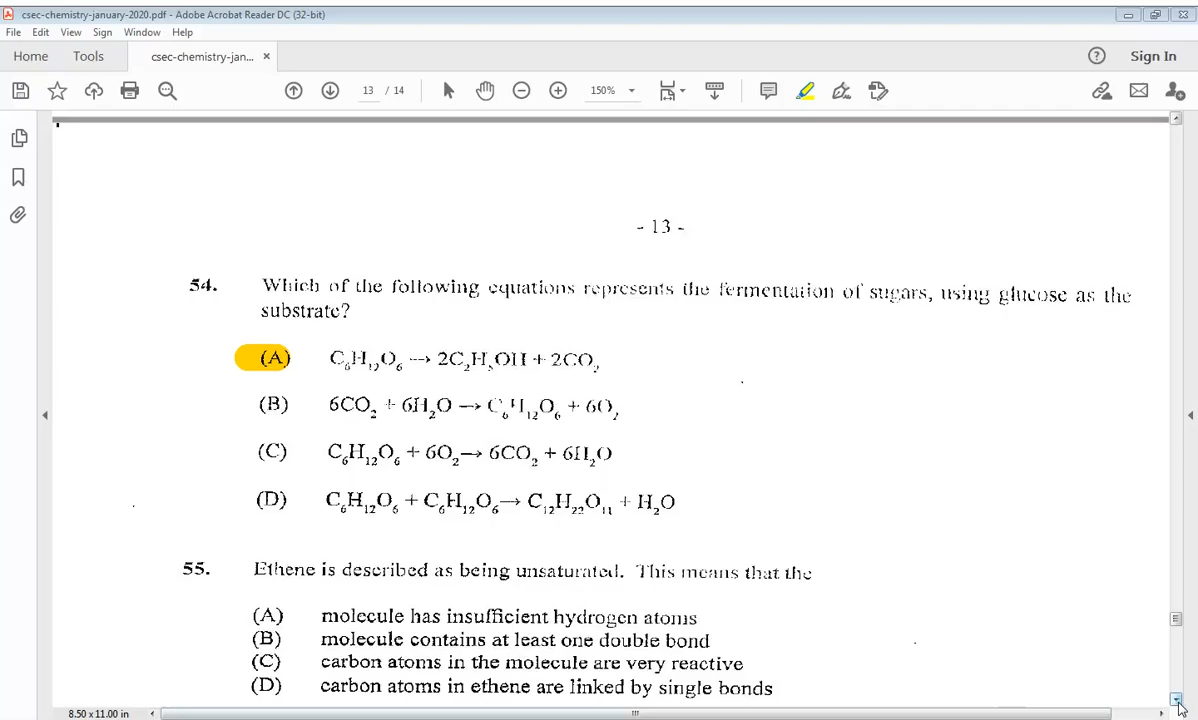 csec-chemistry-january-2020.pdf - Adobe Acrobat Reader DC (32-bit)
File Edit View Sign Window Help
Home Tools csec-chemistry-jan... × Sign In
13 / 14 150%
- 13 -
54. Which of the following equations represents the fermentation of sugars, using glucose as the
substrate?
(A) C₆H₁₂O₆ → 2C₂H₅OH + 2CO₂
(B) 6CO₂ + 6H₂O → C₆H₁₂O₆ + 6O₂
(C) C₆H₁₂O₆ + 6O₂ → 6CO₂ + 6H₂O
(D) C₆H₁₂O₆ + C₆H₁₂O₆ → C₁₂H₂₂O₁₁ + H₂O
55. Ethene is described as being unsaturated. This means that the
(A) molecule has insufficient hydrogen atoms
(B) molecule contains at least one double bond
(C) carbon atoms in the molecule are very reactive
(D) carbon atoms in ethene are linked by single bonds
8.50 x 11.00 in